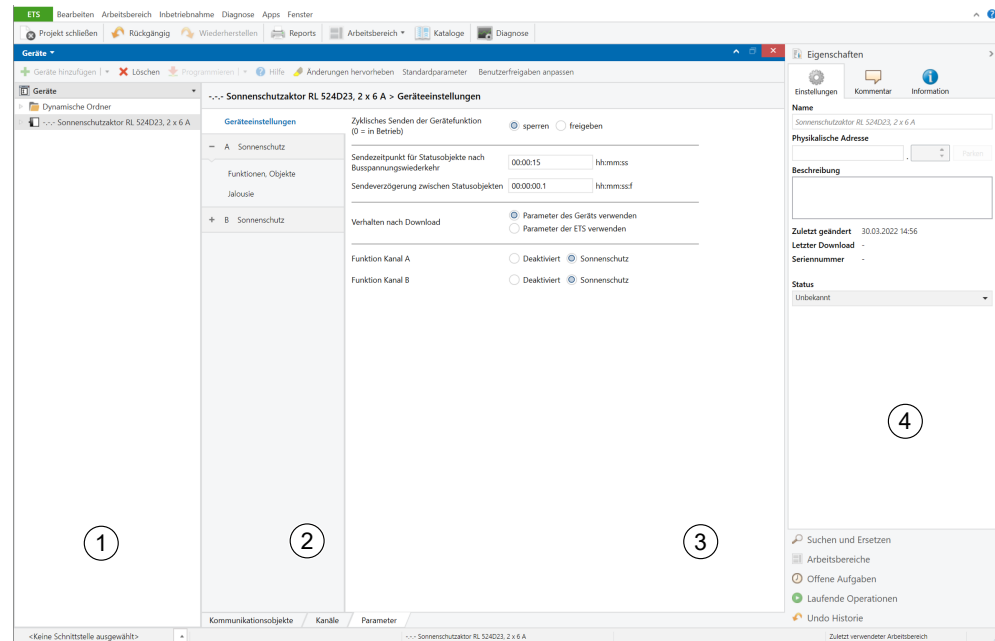 ETS Bearbeiten Arbeitsbereich Inbetriebnahme Diagnose Apps Fenster
Projekt schließen Rückgängig Wiederherstellen Reports Arbeitsbereich Kataloge Diagnose
Geräte
Geräte hinzufügen Löschen Programmieren Hilfe Änderungen hervorheben Standardparameter Benutzerfreigaben anpassen
Geräte
Dynamische Ordner
-.-.- Sonnenschutzaktor RL 524D23, 2 x 6 A
1
-.-.- Sonnenschutzaktor RL 524D23, 2 x 6 A > Geräteeinstellungen
Geräteeinstellungen
− A Sonnenschutz
Funktionen, Objekte
Jalousie
+ B Sonnenschutz
2
Zyklisches Senden der Gerätefunktion
(0 = in Betrieb)
sperren freigeben
Sendezeitpunkt für Statusobjekte nach
Busspannungswiederkehr
00:00:15 hh:mm:ss
Sendeverzögerung zwischen Statusobjekten 00:00:00.1 hh:mm:ss:f
Verhalten nach Download
Parameter des Geräts verwenden
Parameter der ETS verwenden
Funktion Kanal A Deaktiviert Sonnenschutz
Funktion Kanal B Deaktiviert Sonnenschutz
3
Kommunikationsobjekte Kanäle Parameter
Eigenschaften
Einstellungen Kommentar Information
Name
Sonnenschutzaktor RL 524D23, 2 x 6 A
Physikalische Adresse
. Parken
Beschreibung
Zuletzt geändert 30.03.2022 14:56
Letzter Download -
Seriennummer -
Status
Unbekannt
4
Suchen und Ersetzen
Arbeitsbereiche
Offene Aufgaben
Laufende Operationen
Undo Historie
<Keine Schnittstelle ausgewählt> -.-.- Sonnenschutzaktor RL 524D23, 2 x 6 A Zuletzt verwendeter Arbeitsbereich